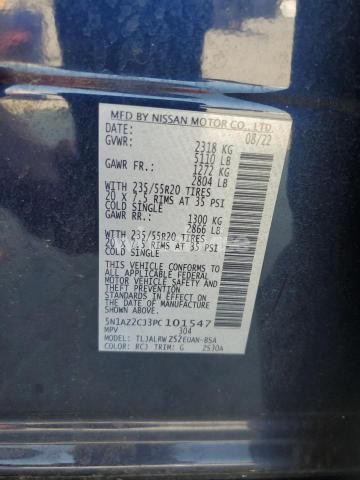 MFD BY NISSAN MOTOR CO., LTD.
DATE: 08/22
GVWR: 2318 KG
5110 LB
GAWR FR.: 1272 KG
2804 LB
WITH 235/55R20 TIRES
20 X 7.5 RIMS AT 35 PSI
COLD SINGLE
GAWR RR.: 1300 KG
2866 LB
WITH 235/55R20 TIRES
20 X 7.5 RIMS AT 35 PSI
COLD SINGLE
THIS VEHICLE CONFORMS TO
ALL APPLICABLE FEDERAL
MOTOR VEHICLE SAFETY
AND THEFT PREVENTION
STANDARDS IN EFFECT ON
THE DATE OF MANUFACTURE
SHOWN ABOVE.
5N1AZ2CJ3PC101547
MPV 304
MODEL: TLJALRWZ52EUAN-BSA
COLOR: RCJ TRIM: G 2S30A